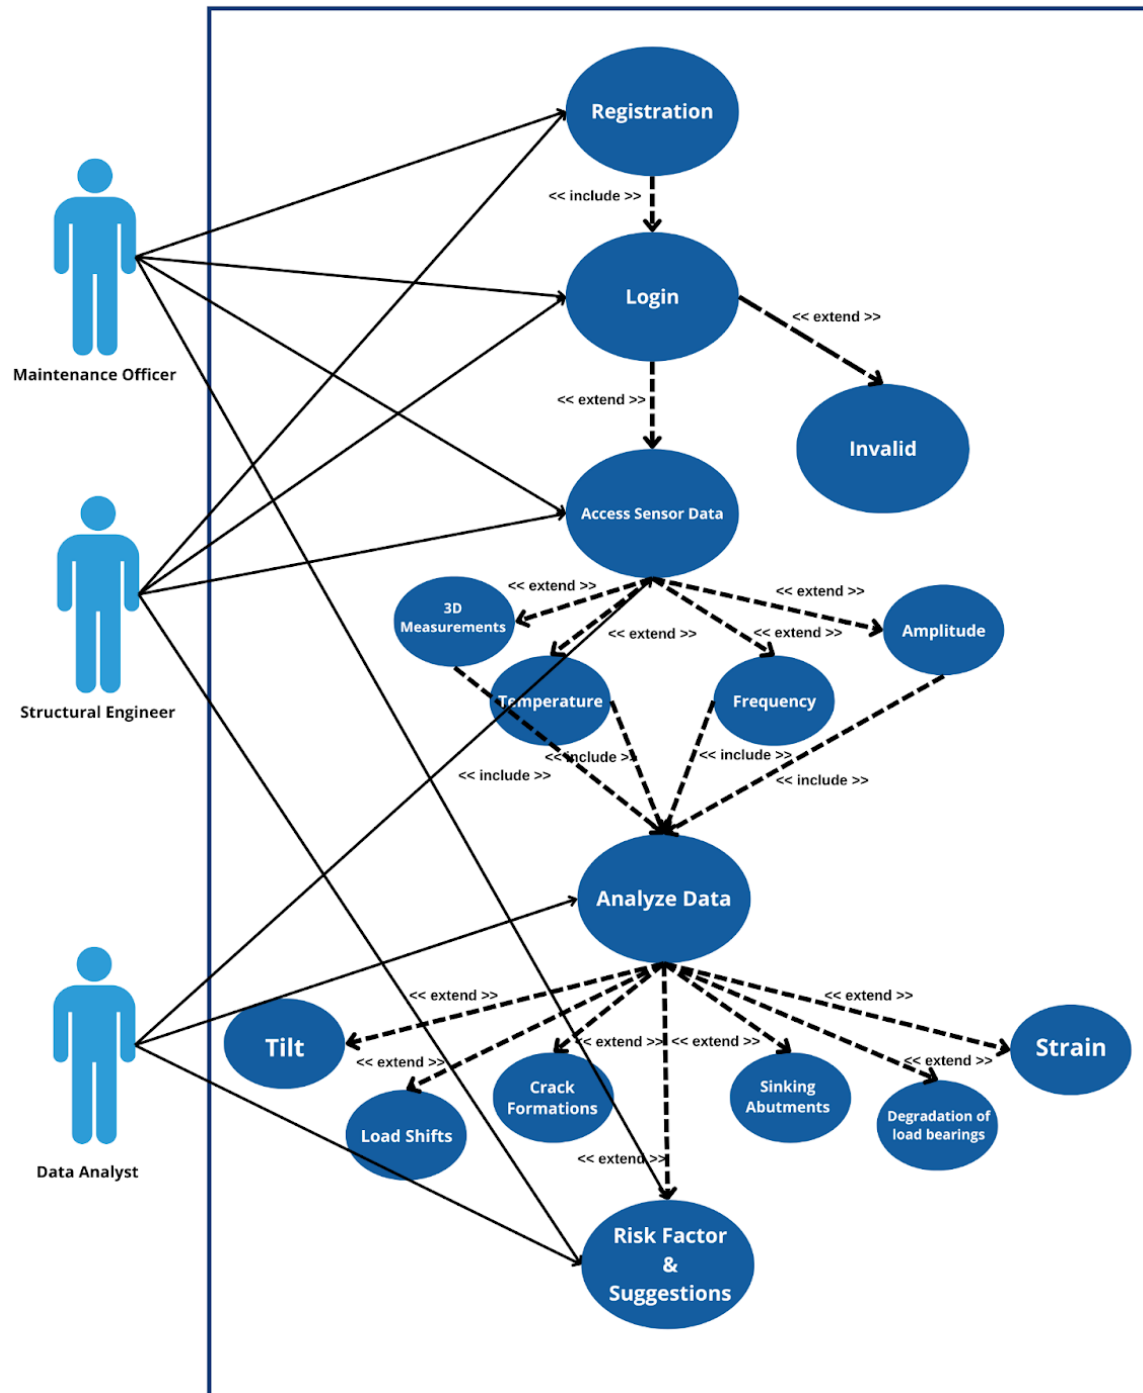 Registration
<< include >>
Login
<< extend >>
Maintenance Officer
<< extend >>
Invalid
Access Sensor Data
<< extend >>
<< extend >>
3D
Measurements
<< extend >>
<< extend >>
Amplitude
Temperature
Frequency
Structural Engineer
<< include >>
<< include >>
<< include >>
<< include >>
Analyze Data
<< extend >>
<< extend >>
Tilt
<< extend >>
<< extend >>
Strain
<< extend >>
<< extend >>
Crack
Formations
Sinking
Abutments
Degradation of
load bearings
Load Shifts
<< extend >>
Data Analyst
Risk Factor
&
Suggestions